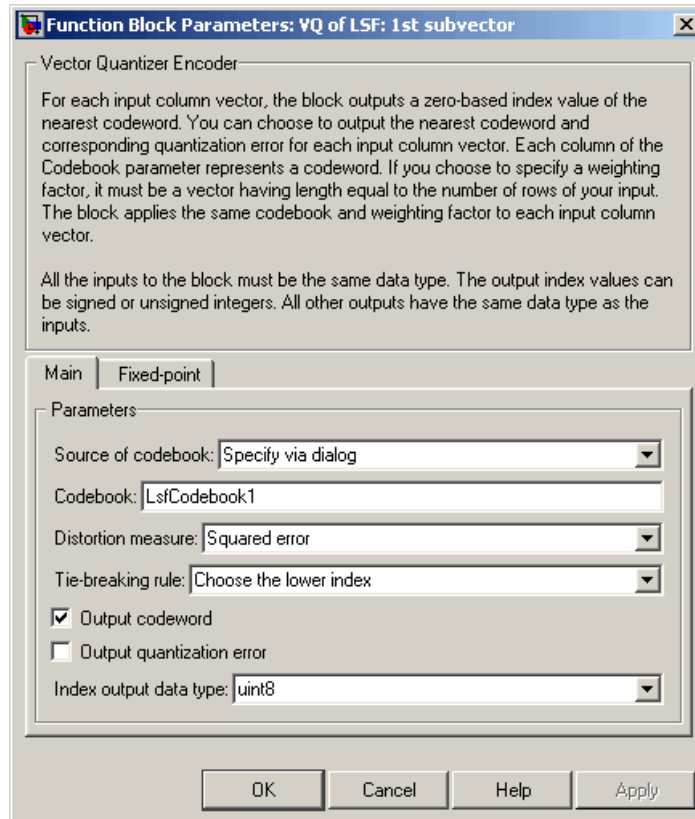 Function Block Parameters: VQ of LSF: 1st subvector
Vector Quantizer Encoder
For each input column vector, the block outputs a zero-based index value of the
nearest codeword. You can choose to output the nearest codeword and
corresponding quantization error for each input column vector. Each column of the
Codebook parameter represents a codeword. If you choose to specify a weighting
factor, it must be a vector having length equal to the number of rows of your input.
The block applies the same codebook and weighting factor to each input column
vector.
All the inputs to the block must be the same data type. The output index values can
be signed or unsigned integers. All other outputs have the same data type as the
inputs.
Main Fixed-point
Parameters
Source of codebook: Specify via dialog
Codebook: LsfCodebook1
Distortion measure: Squared error
Tie-breaking rule: Choose the lower index
Output codeword
Output quantization error
Index output data type: uint8
OK Cancel Help Apply